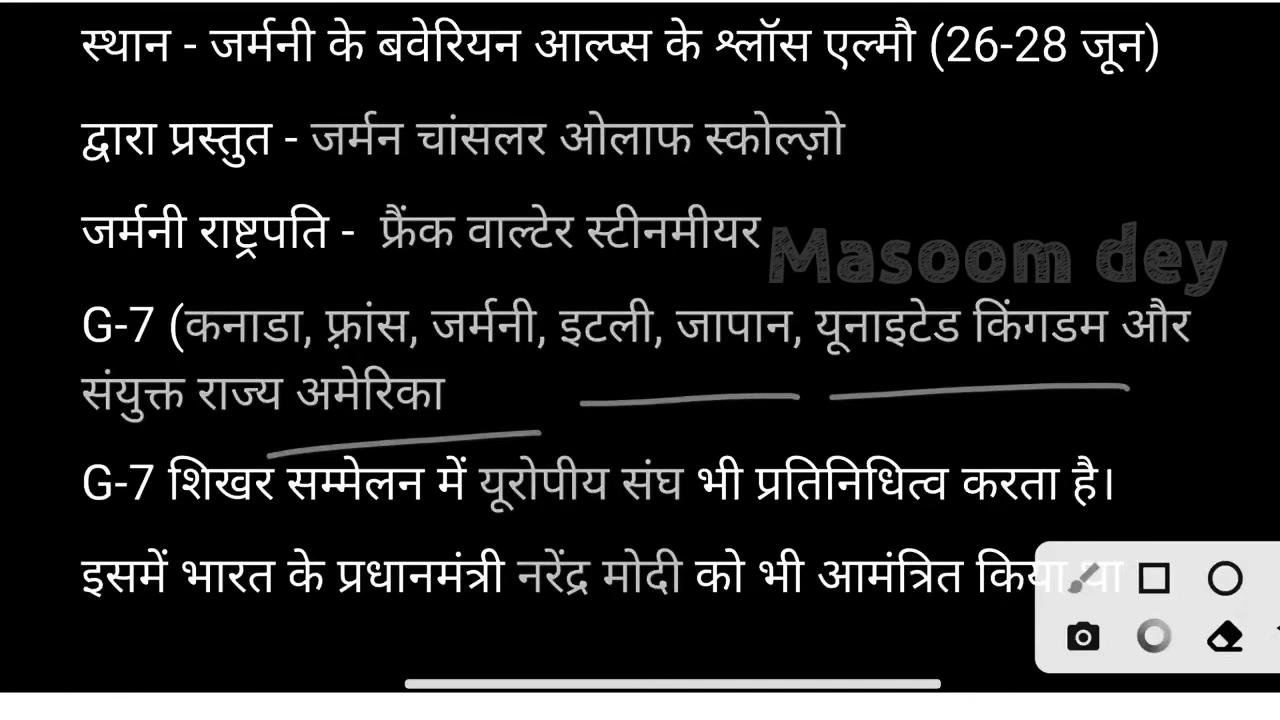 स्थान - जर्मनी के बवेरियन आल्प्स के श्लॉस एल्मौ (26-28 जून)
द्वारा प्रस्तुत - जर्मन चांसलर ओलाफ स्कोल्ज़ो
जर्मनी राष्ट्रपति - फ्रैंक वाल्टेर स्टीनमीयर
Masoom dey
G-7 (कनाडा, फ़्रांस, जर्मनी, इटली, जापान, यूनाइटेड किंगडम और
संयुक्त राज्य अमेरिका
G-7 शिखर सम्मेलन में यूरोपीय संघ भी प्रतिनिधित्व करता है।
इसमें भारत के प्रधानमंत्री नरेंद्र मोदी को भी आमंत्रित किया था